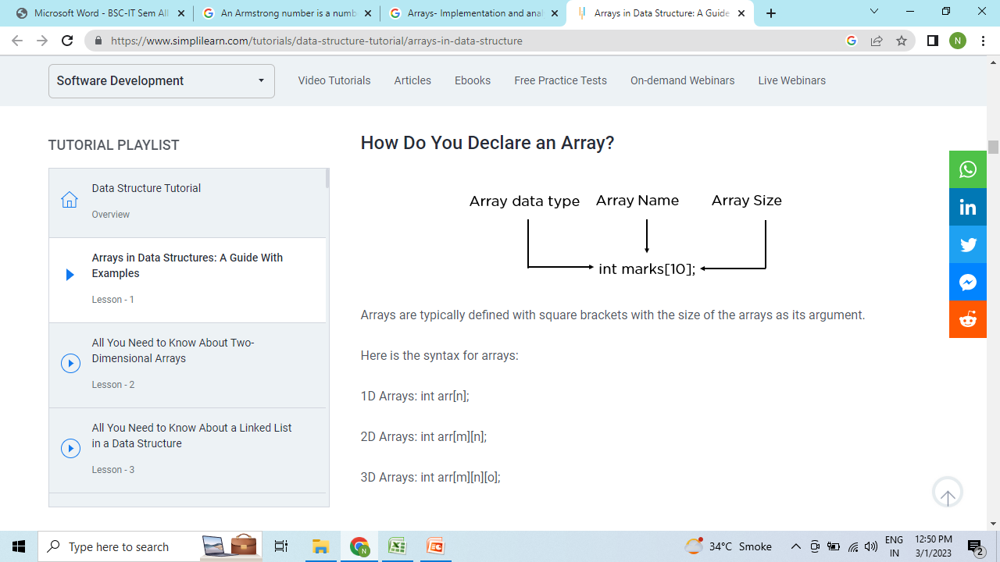 Microsoft Word - BSC-IT Sem All
An Armstrong number is a numb
Arrays- Implementation and anal
Arrays in Data Structure: A Guide
https://www.simplilearn.com/tutorials/data-structure-tutorial/arrays-in-data-structure
N
Software Development
Video Tutorials
Articles
Ebooks
Free Practice Tests
On-demand Webinars
Live Webinars
TUTORIAL PLAYLIST
Data Structure Tutorial
Overview
Arrays in Data Structures: A Guide With
Examples
Lesson - 1
All You Need to Know About Two-
Dimensional Arrays
Lesson - 2
All You Need to Know About a Linked List
in a Data Structure
Lesson - 3
How Do You Declare an Array?
Array data type Array Name Array Size
int marks[10];
Arrays are typically defined with square brackets with the size of the arrays as its argument.
Here is the syntax for arrays:
1D Arrays: int arr[n];
2D Arrays: int arr[m][n];
3D Arrays: int arr[m][n][o];
in
Type here to search
N
34°C Smoke
ENG
IN
12:50 PM
3/1/2023
2